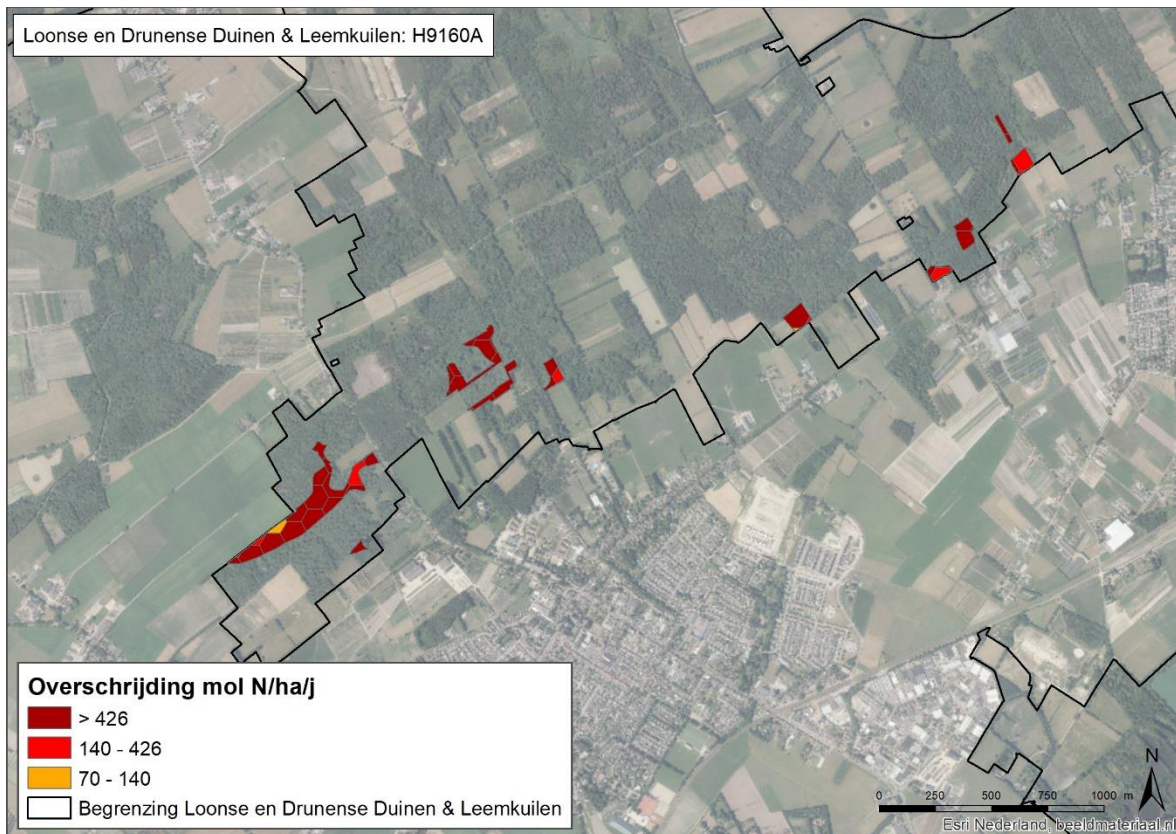 Loonse en Drunense Duinen & Leemkuilen: H9160A
Overschrijding mol N/ha/j
> 426
140 - 426
70 - 140
Begrenzing Loonse en Drunense Duinen & Leemkuilen
N
0 250 500 750 1000 m
Esri Nederland, beeldmateriaal.nl